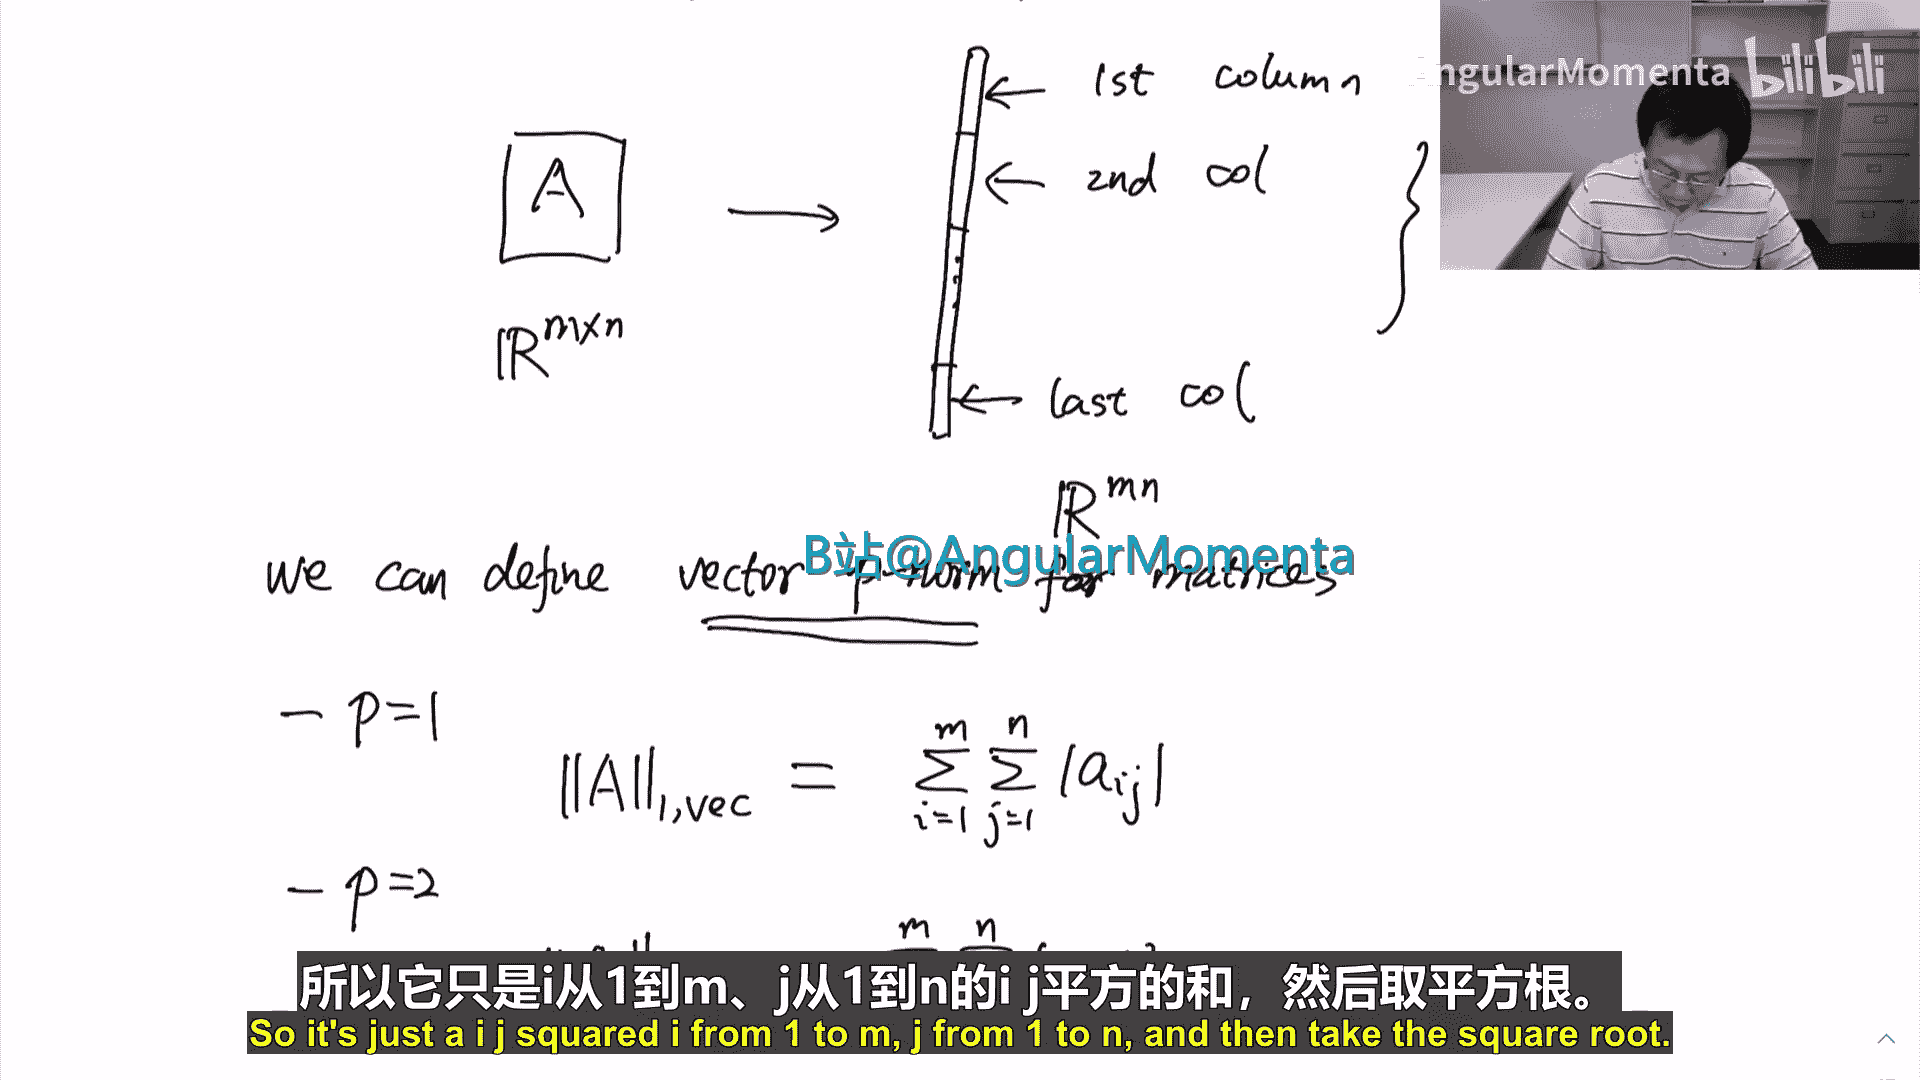 AngularMomenta bilibili
1st column
A
2nd col
ℝ^{m×n}
last col
ℝ^{mn}
B站@AngularMomenta
we can define vector p-norm for matrices
– p=1
||A||_{1,vec} = \sum_{i=1}^{m} \sum_{j=1}^{n} |a_{ij}|
– p=2
m n
所以它只是i从1到m、j从1到n的i j平方的和，然后取平方根。
So it's just a i j squared i from 1 to m, j from 1 to n, and then take the square root.